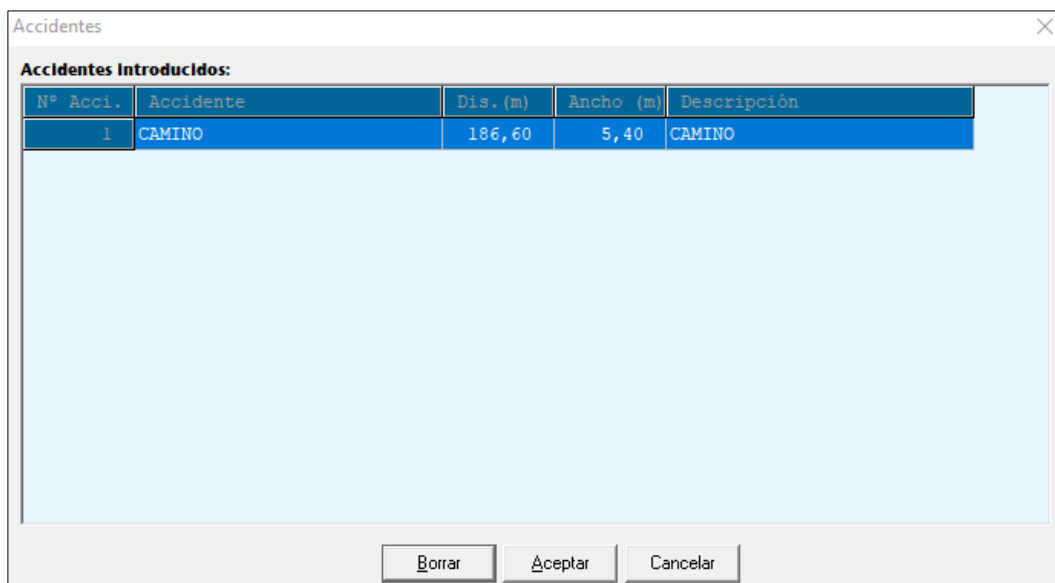 Accidentes
Accidentes introducidos:
Nº Acci. Accidente Dis.(m) Ancho (m) Descripción
1 CAMINO 186,60 5,40 CAMINO
Borrar Aceptar Cancelar